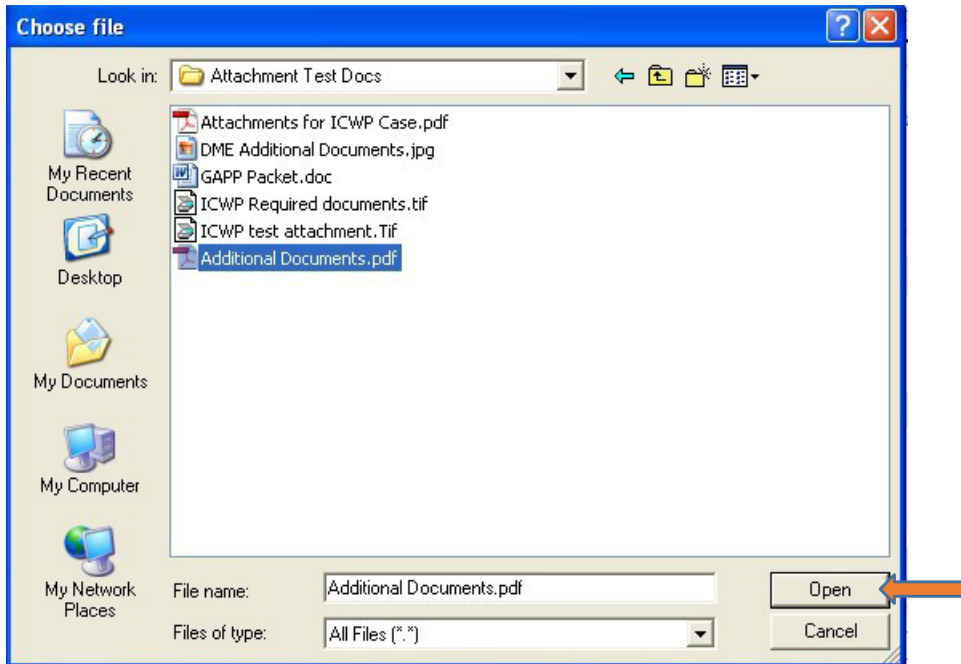 Choose file
Look in: Attachment Test Docs
My Recent
Documents
Desktop
My Documents
My Computer
My Network
Places
Attachments for ICWP Case.pdf
DME Additional Documents.jpg
GAPP Packet.doc
ICWP Required documents.tif
ICWP test attachment.Tif
Additional Documents.pdf
File name: Additional Documents.pdf Open
Files of type: All Files (*.*) Cancel